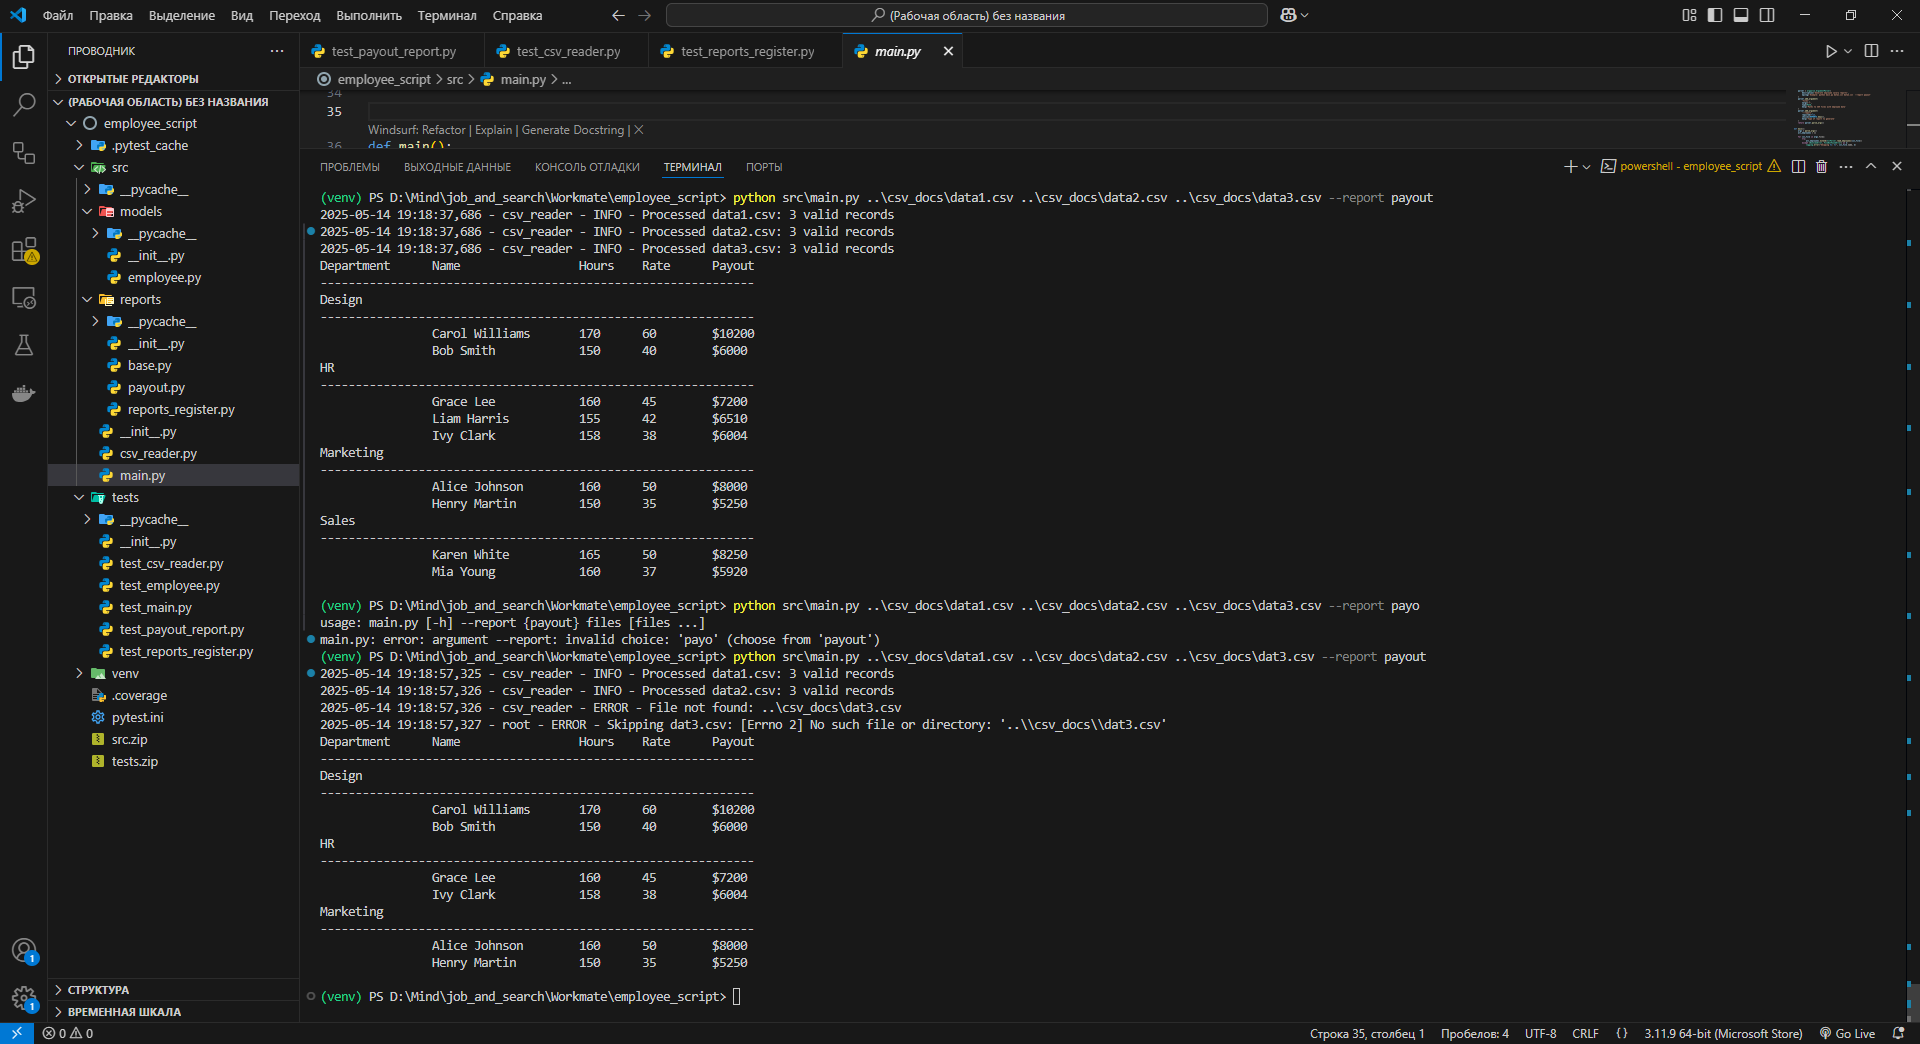 Файл Правка Выделение Вид Переход Выполнить Терминал Справка
(Рабочая область) без названия
ПРОВОДНИК
ОТКРЫТЫЕ РЕДАКТОРЫ
(РАБОЧАЯ ОБЛАСТЬ) БЕЗ НАЗВАНИЯ
employee_script
.pytest_cache
src
__pycache__
models
__pycache__
__init__.py
employee.py
reports
__pycache__
__init__.py
base.py
payout.py
reports_register.py
__init__.py
csv_reader.py
main.py
tests
__pycache__
__init__.py
test_csv_reader.py
test_employee.py
test_main.py
test_payout_report.py
test_reports_register.py
venv
.coverage
pytest.ini
src.zip
tests.zip
СТРУКТУРА
ВРЕМЕННАЯ ШКАЛА
test_payout_report.py test_csv_reader.py test_reports_register.py main.py
employee_script > src > main.py > ...
34
35
Windsurf: Refactor | Explain | Generate Docstring | ✕
36 def main():
ПРОБЛЕМЫ ВЫХОДНЫЕ ДАННЫЕ КОНСОЛЬ ОТЛАДКИ ТЕРМИНАЛ ПОРТЫ
powershell - employee_script
(venv) PS D:\Mind\job_and_search\Workmate\employee_script> python src\main.py ..\csv_docs\data1.csv ..\csv_docs\data2.csv ..\csv_docs\data3.csv --report payout
2025-05-14 19:18:37,686 - csv_reader - INFO - Processed data1.csv: 3 valid records
2025-05-14 19:18:37,686 - csv_reader - INFO - Processed data2.csv: 3 valid records
2025-05-14 19:18:37,686 - csv_reader - INFO - Processed data3.csv: 3 valid records
Department Name Hours Rate Payout
--------------------------------------------------------------
Design
--------------------------------------------------------------
Carol Williams 170 60 $10200
Bob Smith 150 40 $6000
HR
--------------------------------------------------------------
Grace Lee 160 45 $7200
Liam Harris 155 42 $6510
Ivy Clark 158 38 $6004
Marketing
--------------------------------------------------------------
Alice Johnson 160 50 $8000
Henry Martin 150 35 $5250
Sales
--------------------------------------------------------------
Karen White 165 50 $8250
Mia Young 160 37 $5920
(venv) PS D:\Mind\job_and_search\Workmate\employee_script> python src\main.py ..\csv_docs\data1.csv ..\csv_docs\data2.csv ..\csv_docs\data3.csv --report payo
usage: main.py [-h] --report {payout} files [files ...]
main.py: error: argument --report: invalid choice: 'payo' (choose from 'payout')
(venv) PS D:\Mind\job_and_search\Workmate\employee_script> python src\main.py ..\csv_docs\data1.csv ..\csv_docs\data2.csv ..\csv_docs\dat3.csv --report payout
2025-05-14 19:18:57,325 - csv_reader - INFO - Processed data1.csv: 3 valid records
2025-05-14 19:18:57,326 - csv_reader - INFO - Processed data2.csv: 3 valid records
2025-05-14 19:18:57,326 - csv_reader - ERROR - File not found: ..\csv_docs\dat3.csv
2025-05-14 19:18:57,327 - root - ERROR - Skipping dat3.csv: [Errno 2] No such file or directory: '..\\csv_docs\\dat3.csv'
Department Name Hours Rate Payout
--------------------------------------------------------------
Design
--------------------------------------------------------------
Carol Williams 170 60 $10200
Bob Smith 150 40 $6000
HR
--------------------------------------------------------------
Grace Lee 160 45 $7200
Ivy Clark 158 38 $6004
Marketing
--------------------------------------------------------------
Alice Johnson 160 50 $8000
Henry Martin 150 35 $5250
(venv) PS D:\Mind\job_and_search\Workmate\employee_script>
1
1
0 0
Строка 35, столбец 1 Пробелов: 4 UTF-8 CRLF {} 3.11.9 64-bit (Microsoft Store) Go Live